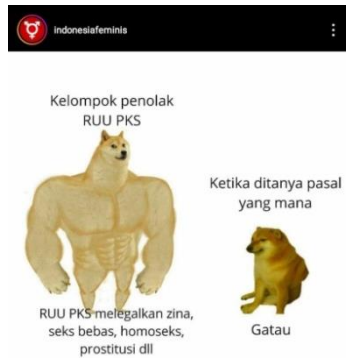 indonesiafeminis
Kelompok penolak
RUU PKS
Ketika ditanya pasal
yang mana
RUU PKS melegalkan zina,
seks bebas, homoseks,
prostitusi dll
Gatau